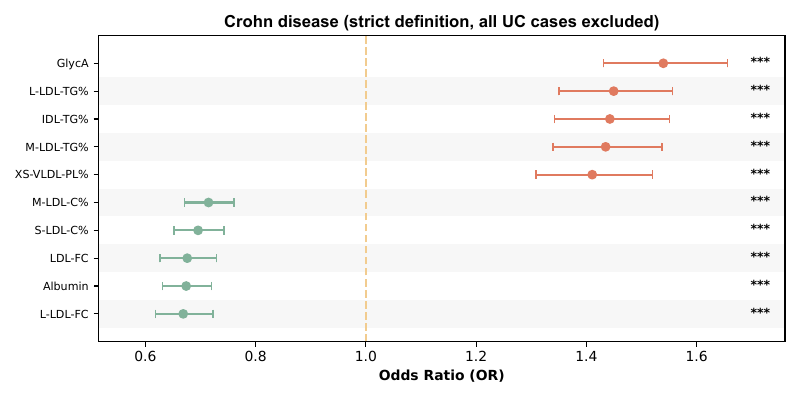 Crohn disease (strict definition, all UC cases excluded)
GlycA ***
L-LDL-TG% ***
IDL-TG% ***
M-LDL-TG% ***
XS-VLDL-PL% ***
M-LDL-C% ***
S-LDL-C% ***
LDL-FC ***
Albumin ***
L-LDL-FC ***
0.6 0.8 1.0 1.2 1.4 1.6
Odds Ratio (OR)